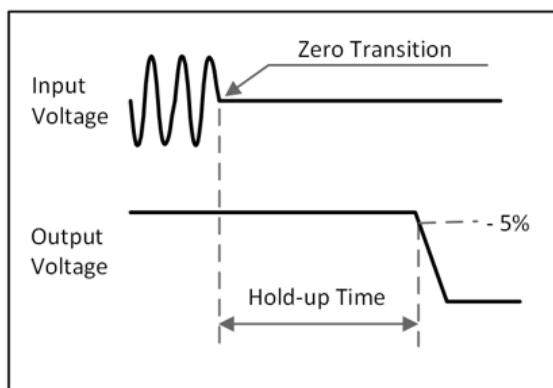 Zero Transition
Input
Voltage
- 5%
Output
Voltage
Hold-up Time